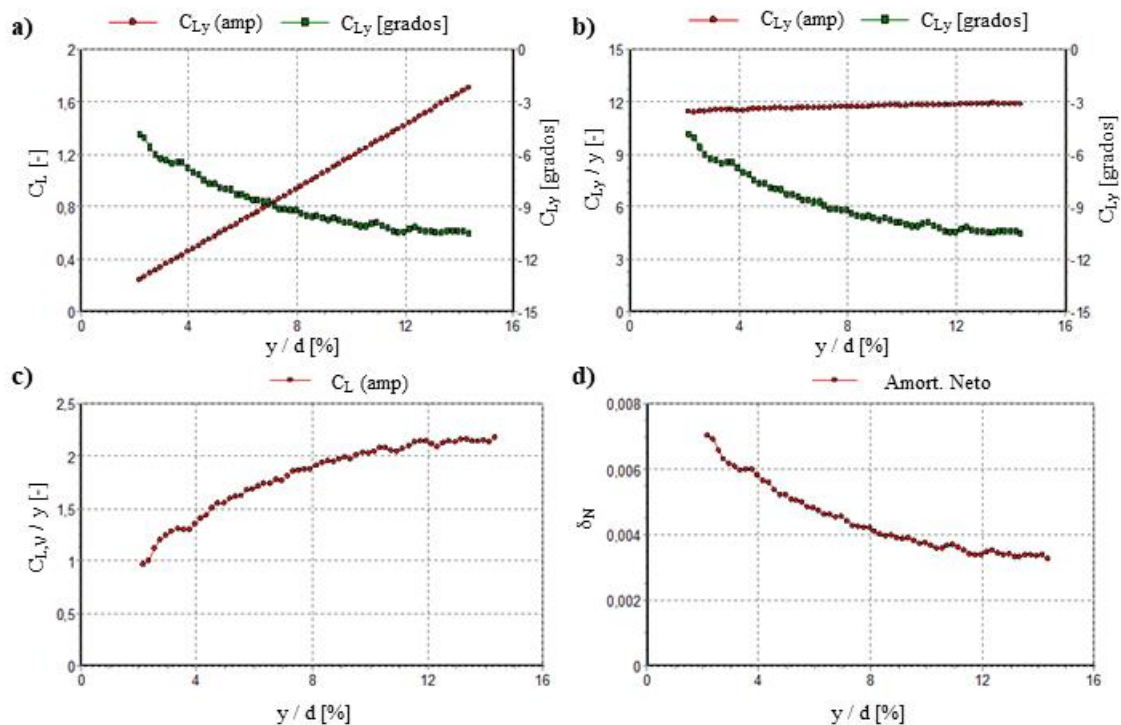 a) C_Ly (amp) C_Ly [grados]
2 0
1,6 -3
1,2 -6
0,8 -9
0,4 -12
0 -15
C_L [-]
C_Ly [grados]
0 4 8 12 16
y / d [%]
b) C_Ly (amp) C_Ly [grados]
15 0
12 -3
9 -6
6 -9
3 -12
0 -15
C_Ly / y [-]
C_Ly [grados]
0 4 8 12 16
y / d [%]
c) C_L (amp)
2,5
2
1,5
1
0,5
0
C_L,V / y [-]
0 4 8 12 16
y / d [%]
d) Amort. Neto
0,008
0,006
0,004
0,002
0
δ_N
0 4 8 12 16
y / d [%]